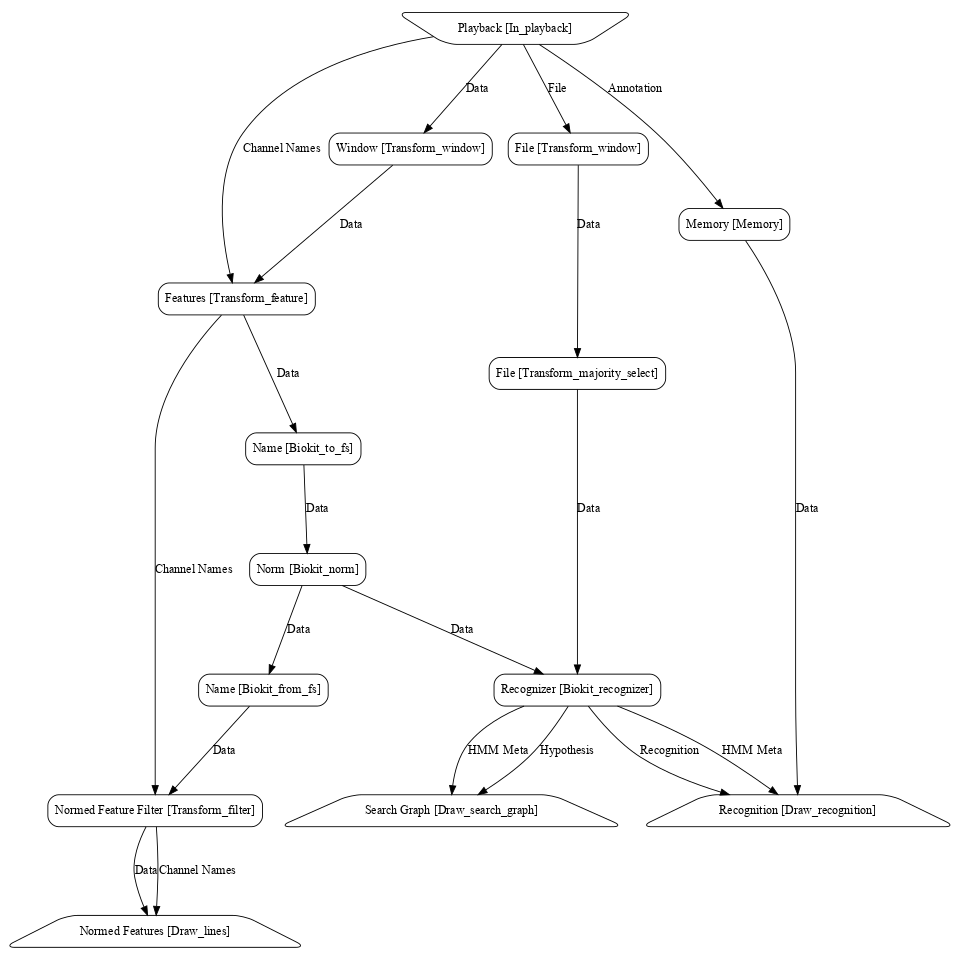 Playback [In_playback]
Data
File
Annotation
Channel Names
Window [Transform_window]
File [Transform_window]
Data
Data
Memory [Memory]
Features [Transform_feature]
Data
File [Transform_majority_select]
Name [Biokit_to_fs]
Data
Data
Data
Channel Names
Norm [Biokit_norm]
Data
Data
Name [Biokit_from_fs]
Recognizer [Biokit_recognizer]
Data
HMM Meta
Hypothesis
Recognition
HMM Meta
Normed Feature Filter [Transform_filter]
Search Graph [Draw_search_graph]
Recognition [Draw_recognition]
Data
Channel Names
Normed Features [Draw_lines]